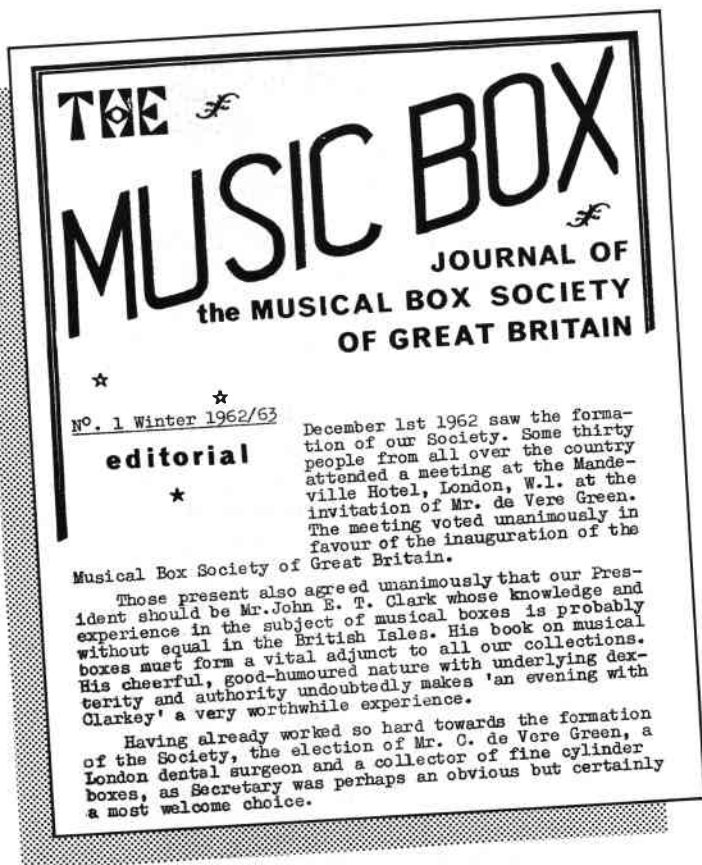 THE
MUSIC BOX
JOURNAL OF
the MUSICAL BOX SOCIETY
OF GREAT BRITAIN
Nº. 1 Winter 1962/63
editorial
December 1st 1962 saw the forma-
tion of our Society. Some thirty
people from all over the country
attended a meeting at the Mande-
ville Hotel, London, W.1. at the
invitation of Mr. de Vere Green.
The meeting voted unanimously in
favour of the inauguration of the
Musical Box Society of Great Britain.
Those present also agreed unanimously that our Pres-
ident should be Mr.John E. T. Clark whose knowledge and
experience in the subject of musical boxes is probably
without equal in the British Isles. His book on musical
boxes must form a vital adjunct to all our collections.
His cheerful, good-humoured nature with underlying dex-
terity and authority undoubtedly makes 'an evening with
Clarkey' a very worthwhile experience.
Having already worked so hard towards the formation
of the Society, the election of Mr. C. de Vere Green, a
London dental surgeon and a collector of fine cylinder
boxes, as Secretary was perhaps an obvious but certainly
a most welcome choice.